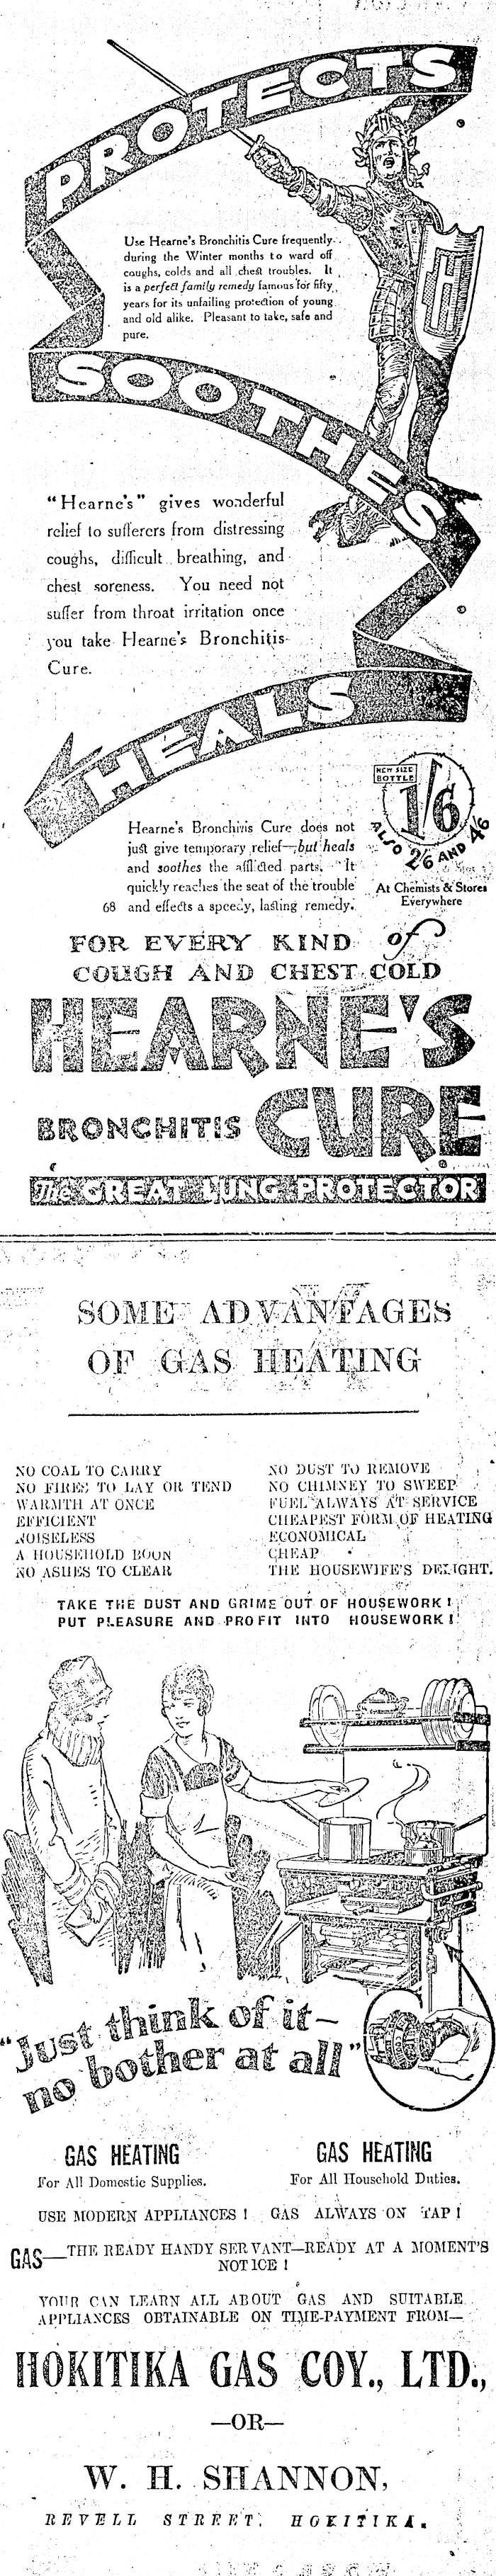 PROTECTS
Use Hearne's Bronchitis Cure frequently
during the Winter months to ward off
coughs, colds and all chest troubles. It
is a perfect family remedy famous for fifty
years for its unfailing protection of young
and old alike. Pleasant to take, safe and
pure.
SOOTHES
"Hearne's" gives wonderful
relief to sufferers from distressing
coughs, difficult breathing, and
chest soreness. You need not
suffer from throat irritation once
you take Hearne's Bronchitis
Cure.
HEALS
NEW SIZE
BOTTLE
1/6
ALSO 2/6 AND 4/6
At Chemists & Stores
Everywhere
Hearne's Bronchitis Cure does not
just give temporary relief—but heals
and soothes the afflicted parts. It
quickly reaches the seat of the trouble
68 and effects a speedy, lasting remedy.
FOR EVERY KIND of
COUGH AND CHEST COLD
HEARNE'S
BRONCHITIS CURE
The GREAT LUNG PROTECTOR
SOME ADVANTAGES
OF GAS HEATING
NO COAL TO CARRY
NO FIRES TO LAY OR TEND
WARMTH AT ONCE
EFFICIENT
NOISELESS
A HOUSEHOLD BOON
NO ASHES TO CLEAR
NO DUST TO REMOVE
NO CHIMNEY TO SWEEP
FUEL ALWAYS AT SERVICE
CHEAPEST FORM OF HEATING
ECONOMICAL
CHEAP
THE HOUSEWIFE'S DELIGHT.
TAKE THE DUST AND GRIME OUT OF HOUSEWORK!
PUT PLEASURE AND PROFIT INTO HOUSEWORK!
"Just think of it—
no bother at all"
GAS HEATING
For All Domestic Supplies.
GAS HEATING
For All Household Duties.
USE MODERN APPLIANCES! GAS ALWAYS ON TAP!
GAS—THE READY HANDY SERVANT—READY AT A MOMENT'S
NOTICE!
YOUR CAN LEARN ALL ABOUT GAS AND SUITABLE
APPLIANCES OBTAINABLE ON TIME-PAYMENT FROM—
HOKITIKA GAS COY., LTD.,
—OR—
W. H. SHANNON,
REVELL STREET, HOKITIKA.